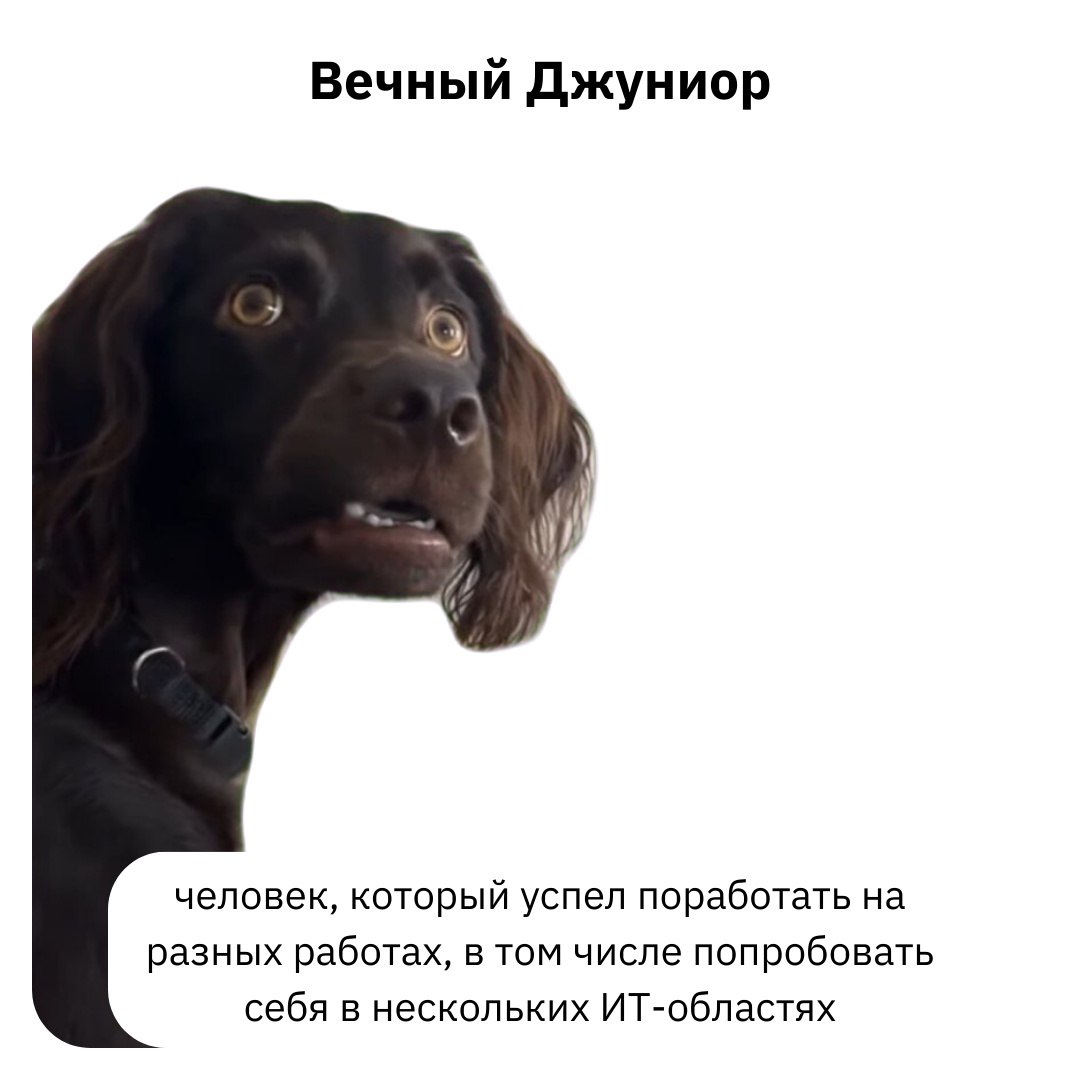 Вечный Джуниор
человек, который успел поработать на
разных работах, в том числе попробовать
себя в нескольких ИТ-областях